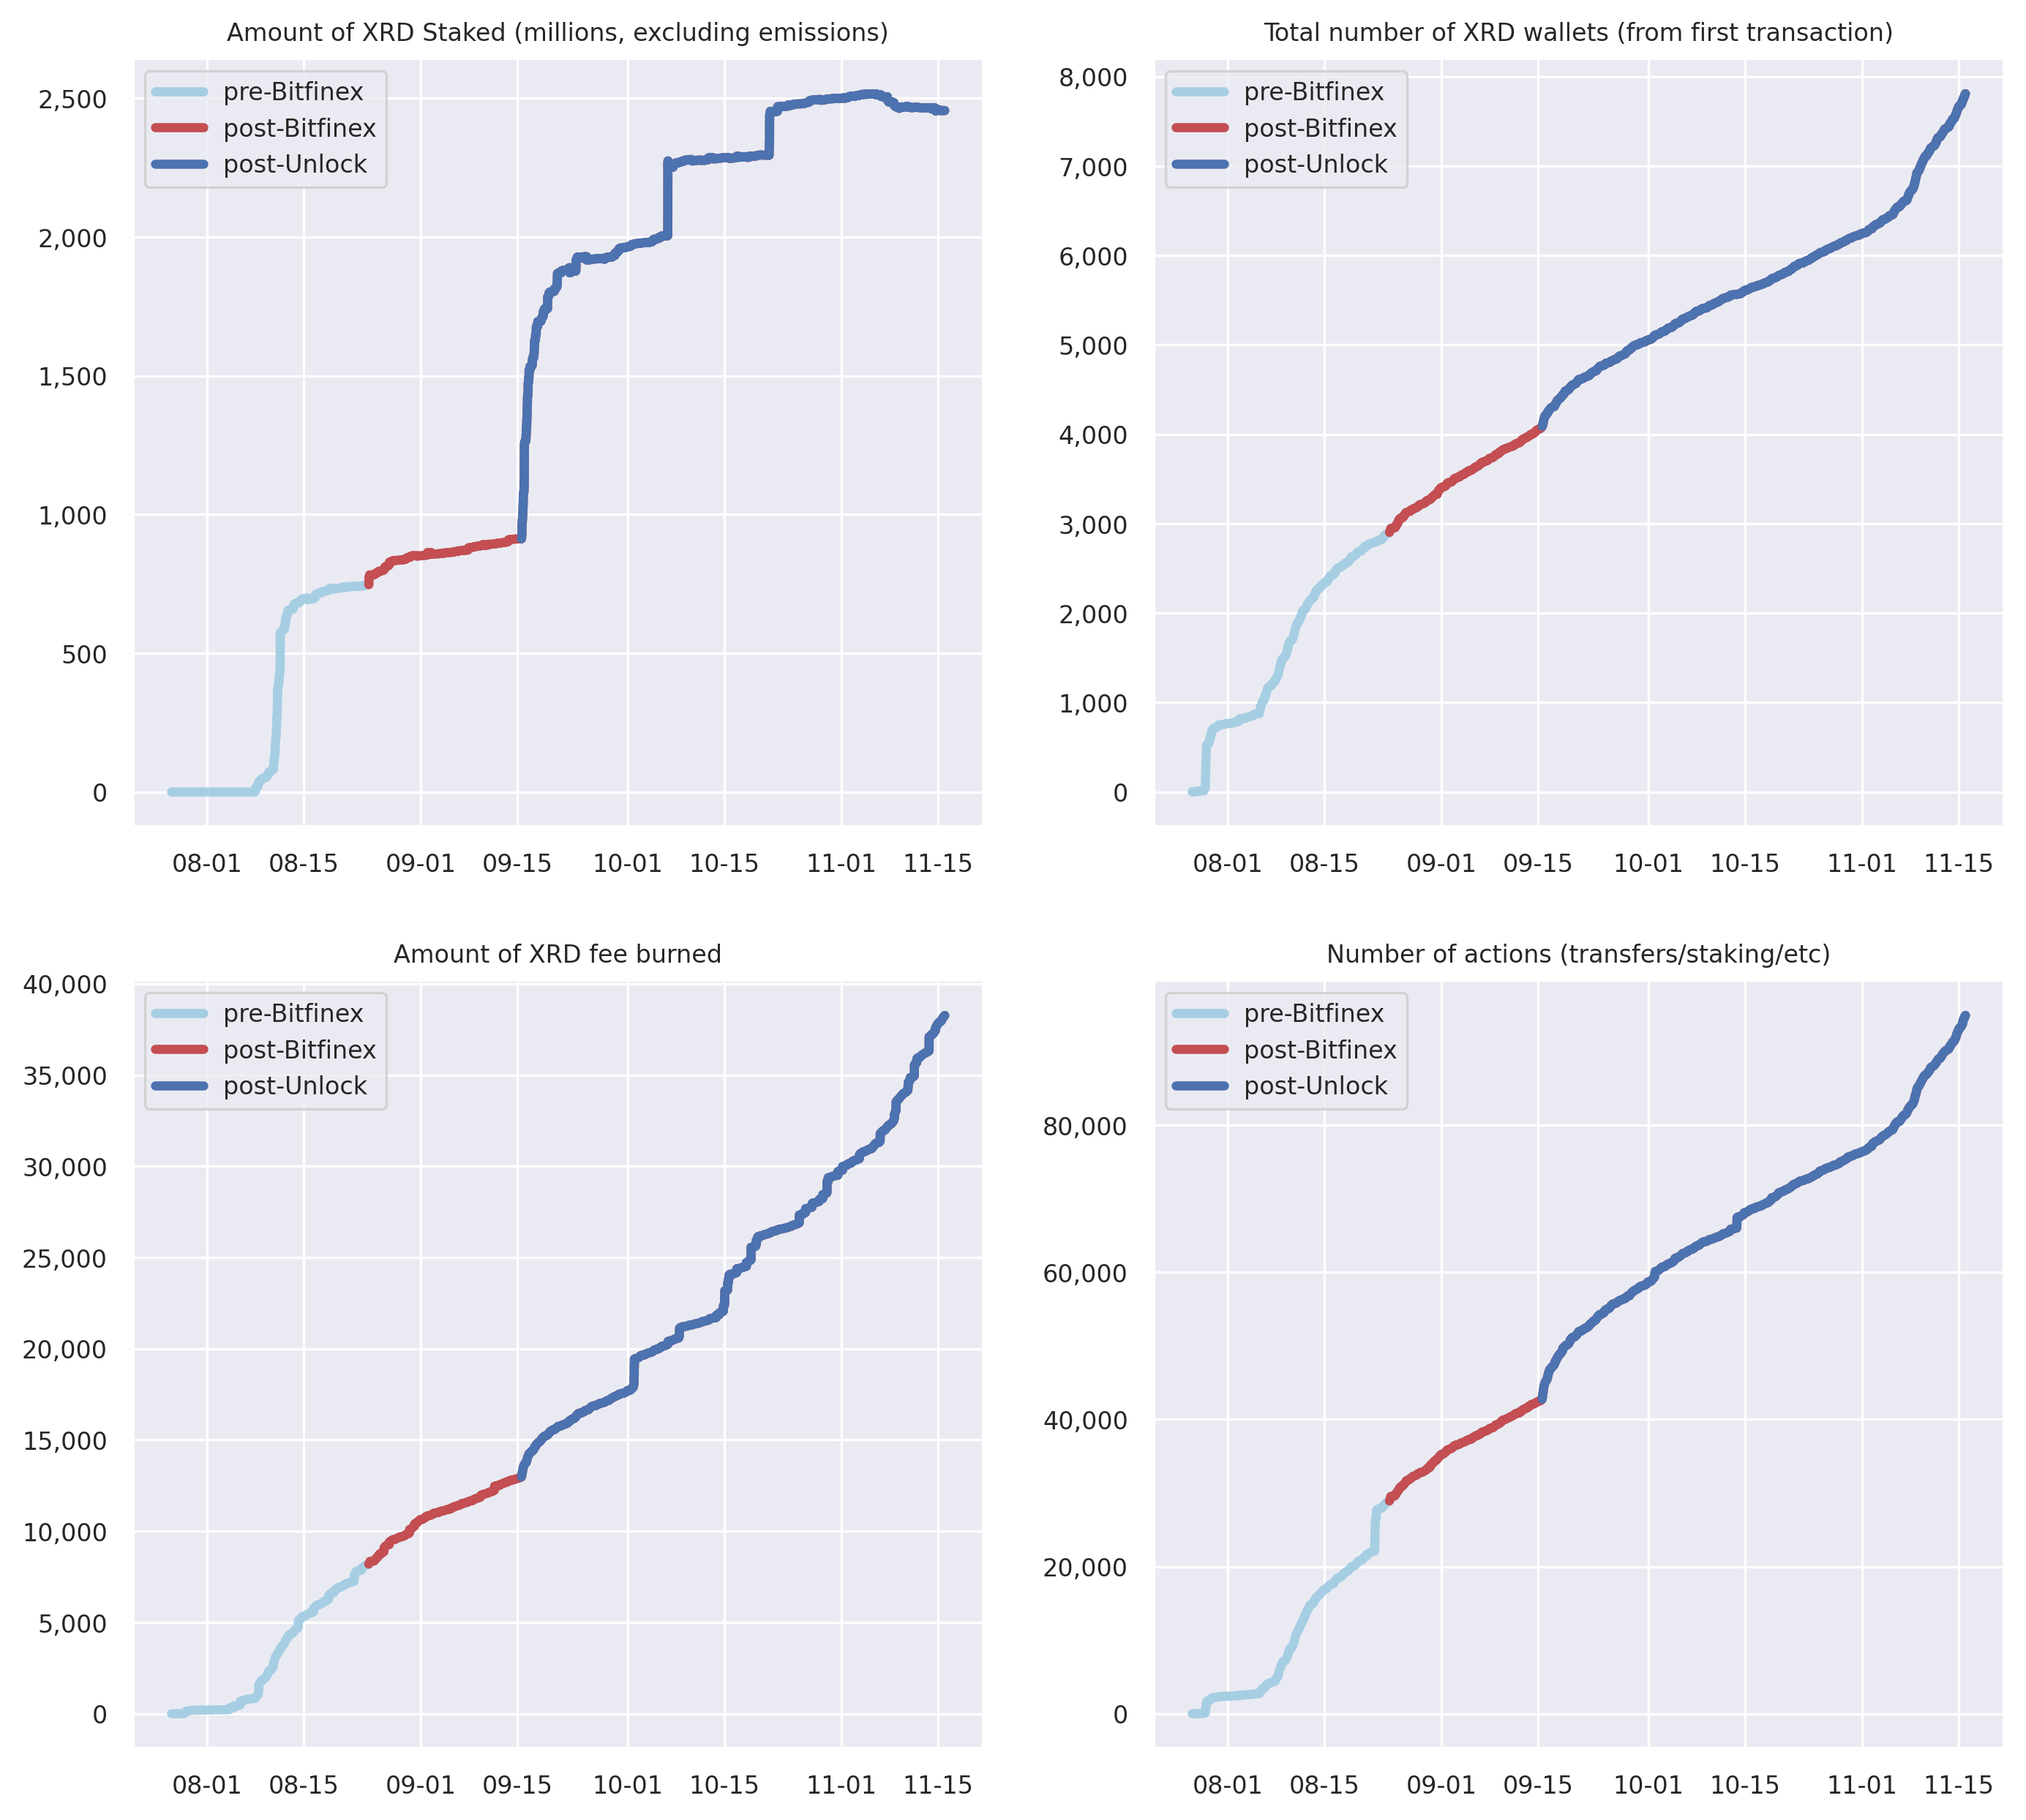 Amount of XRD Staked (millions, excluding emissions)
pre-Bitfinex
post-Bitfinex
post-Unlock
2,500
2,000
1,500
1,000
500
0
08-01 08-15 09-01 09-15 10-01 10-15 11-01 11-15
Total number of XRD wallets (from first transaction)
pre-Bitfinex
post-Bitfinex
post-Unlock
8,000
7,000
6,000
5,000
4,000
3,000
2,000
1,000
0
08-01 08-15 09-01 09-15 10-01 10-15 11-01 11-15
Amount of XRD fee burned
pre-Bitfinex
post-Bitfinex
post-Unlock
40,000
35,000
30,000
25,000
20,000
15,000
10,000
5,000
0
08-01 08-15 09-01 09-15 10-01 10-15 11-01 11-15
Number of actions (transfers/staking/etc)
pre-Bitfinex
post-Bitfinex
post-Unlock
80,000
60,000
40,000
20,000
0
08-01 08-15 09-01 09-15 10-01 10-15 11-01 11-15